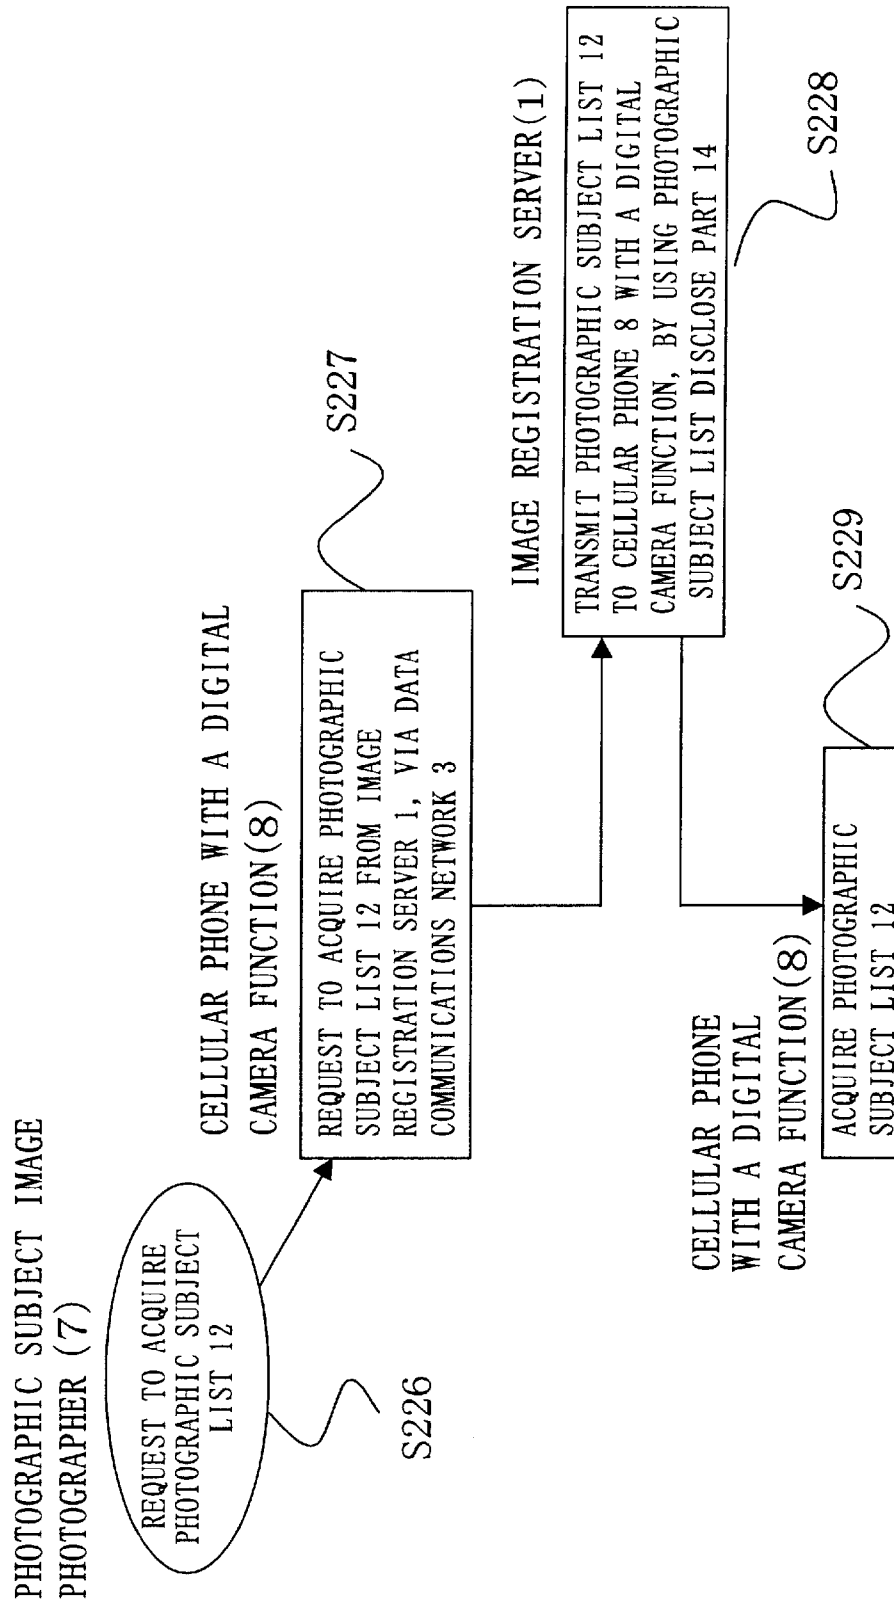 PHOTOGRAPHIC SUBJECT IMAGE
PHOTOGRAPHER (7)
REQUEST TO ACQUIRE
PHOTOGRAPHIC SUBJECT
LIST 12
S226
CELLULAR PHONE WITH A DIGITAL
CAMERA FUNCTION(8)
REQUEST TO ACQUIRE PHOTOGRAPHIC
SUBJECT LIST 12 FROM IMAGE
REGISTRATION SERVER 1, VIA DATA
COMMUNICATIONS NETWORK 3
S227
IMAGE REGISTRATION SERVER(1)
TRANSMIT PHOTOGRAPHIC SUBJECT LIST 12
TO CELLULAR PHONE 8 WITH A DIGITAL
CAMERA FUNCTION, BY USING PHOTOGRAPHIC
SUBJECT LIST DISCLOSE PART 14
S228
CELLULAR PHONE
WITH A DIGITAL
CAMERA FUNCTION(8)
ACQUIRE PHOTOGRAPHIC
SUBJECT LIST 12
S229